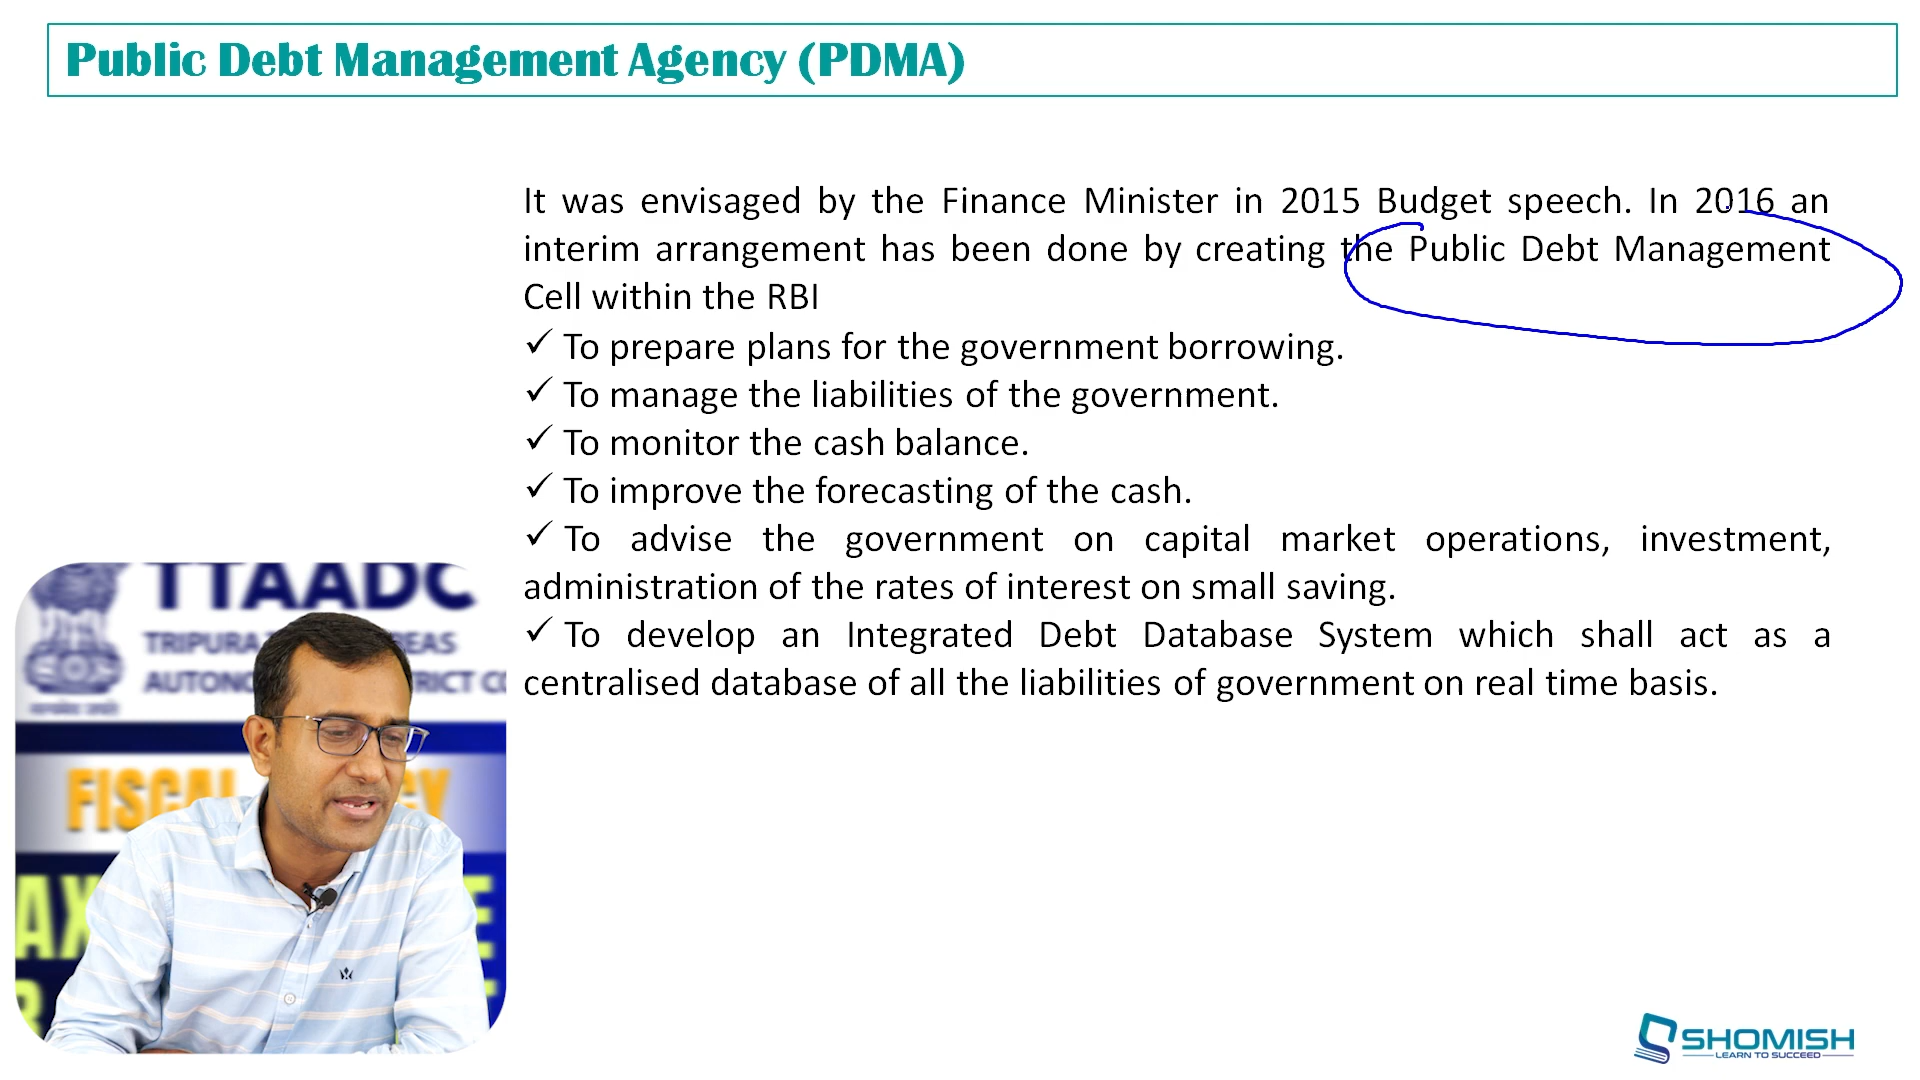 Public Debt Management Agency (PDMA)
It was envisaged by the Finance Minister in 2015 Budget speech. In 2016 an
interim arrangement has been done by creating the Public Debt Management
Cell within the RBI
✓ To prepare plans for the government borrowing.
✓ To manage the liabilities of the government.
✓ To monitor the cash balance.
✓ To improve the forecasting of the cash.
✓ To advise the government on capital market operations, investment,
administration of the rates of interest on small saving.
✓ To develop an Integrated Debt Database System which shall act as a
centralised database of all the liabilities of government on real time basis.
TTAADC
TRIPURA
FISCAL
SHOMISH
LEARN TO SUCCEED